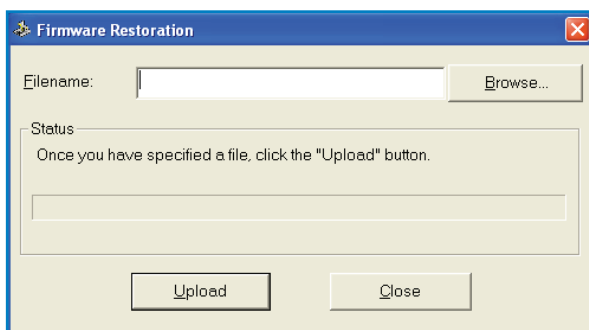 Firmware Restoration
Filename:
Browse...
Status
Once you have specified a file, click the "Upload" button.
Upload
Close